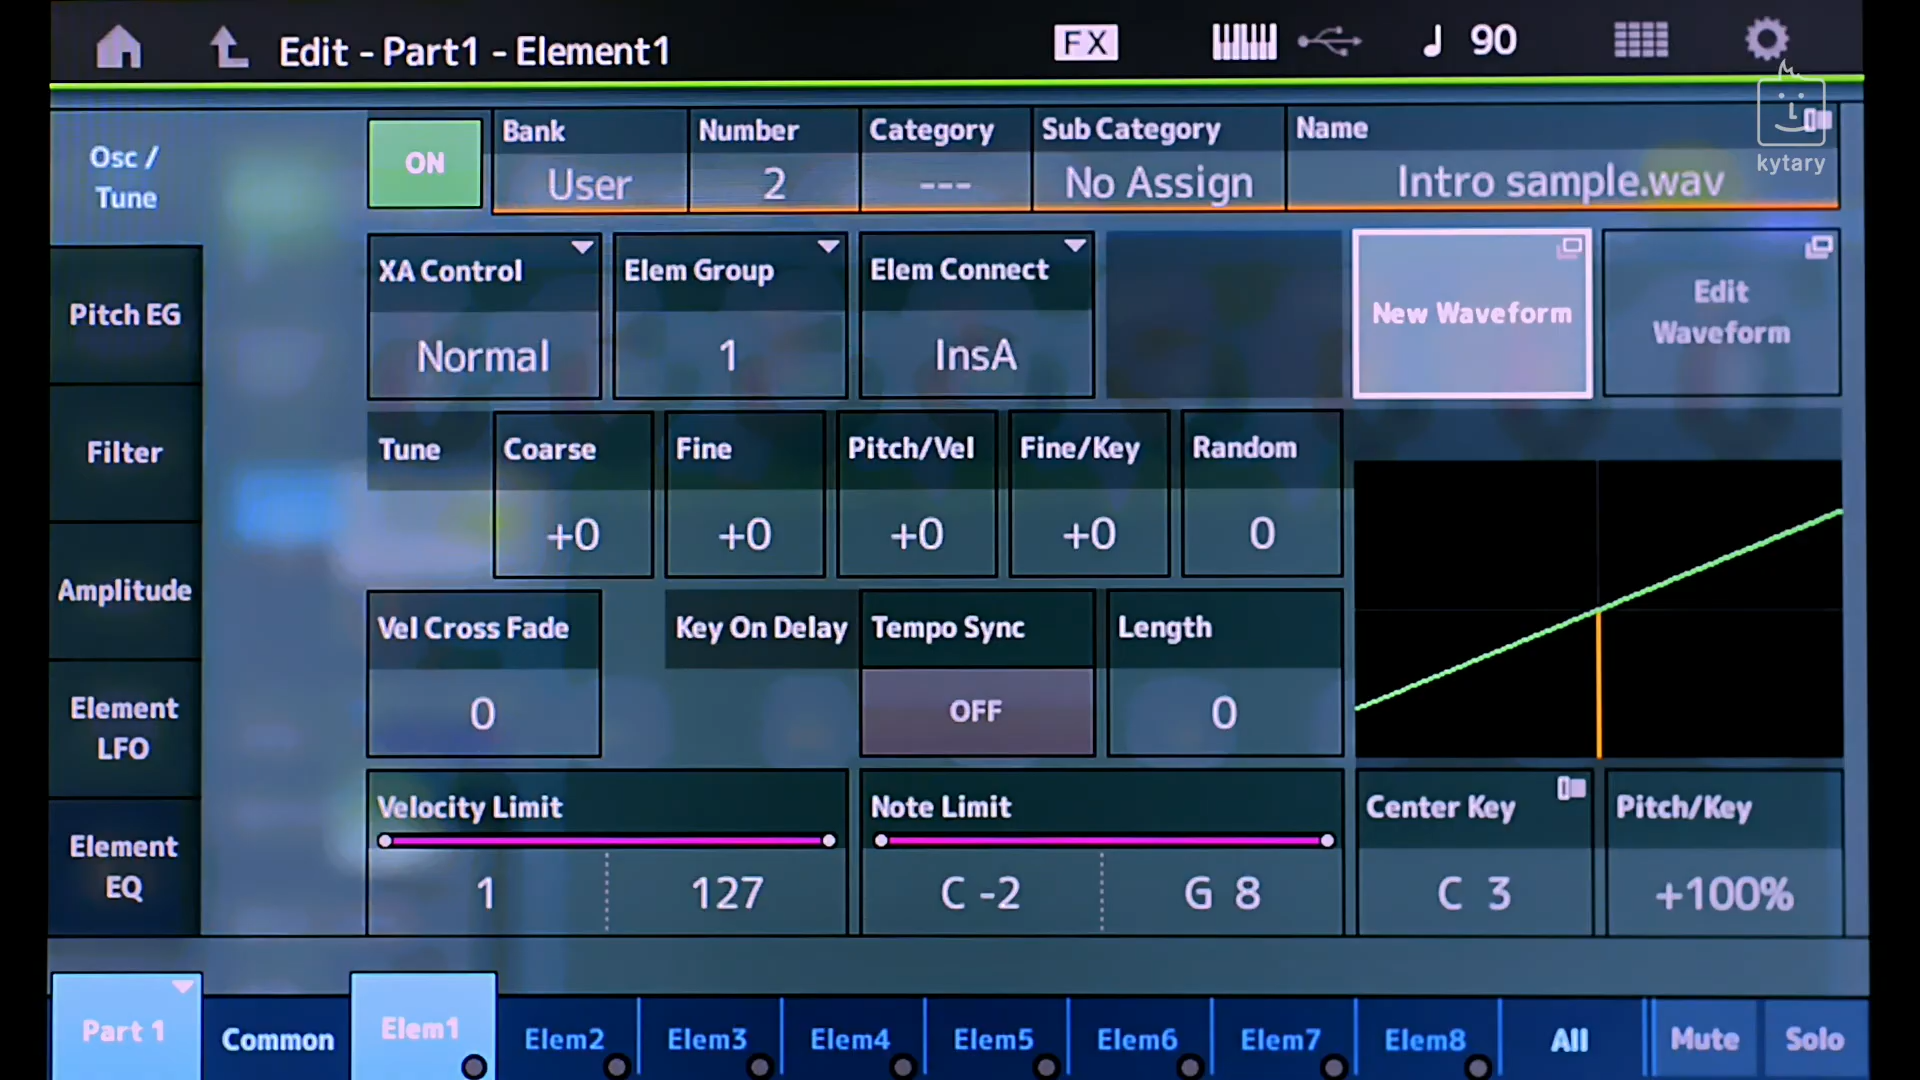 Edit - Part1 - Element1
FX
90
kytary
Osc /
Tune
ON
Bank
User
Number
2
Category
---
Sub Category
No Assign
Name
Intro sample.wav
Pitch EG
XA Control
Normal
Elem Group
1
Elem Connect
InsA
New Waveform
Edit
Waveform
Filter
Tune
Coarse
+0
Fine
+0
Pitch/Vel
+0
Fine/Key
+0
Random
0
Amplitude
Vel Cross Fade
0
Key On Delay
Tempo Sync
OFF
Length
0
Element
LFO
Velocity Limit
1
127
Note Limit
C -2
G 8
Center Key
C 3
Pitch/Key
+100%
Element
EQ
Part 1
Common
Elem1
Elem2
Elem3
Elem4
Elem5
Elem6
Elem7
Elem8
All
Mute
Solo